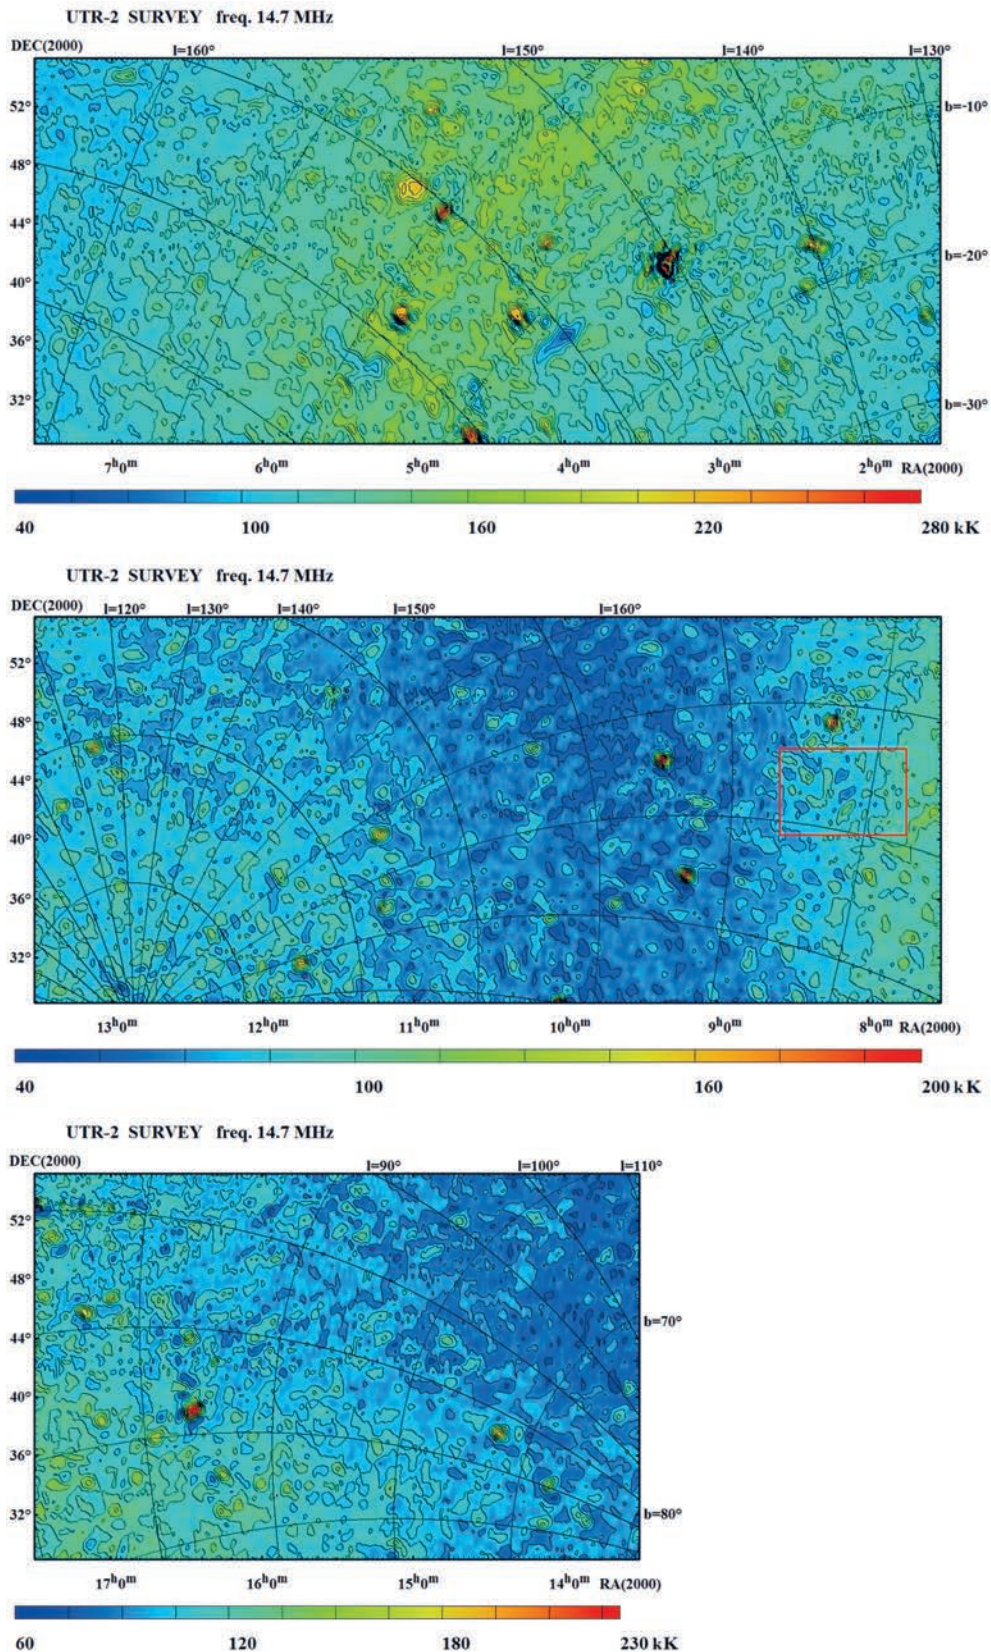 UTR-2 SURVEY freq. 14.7 MHz
DEC(2000) l=160° l=150° l=140° l=130°
52°
b=-10°
48°
44°
b=-20°
40°
36°
32°
b=-30°
7ʰ0ᵐ 6ʰ0ᵐ 5ʰ0ᵐ 4ʰ0ᵐ 3ʰ0ᵐ 2ʰ0ᵐ RA(2000)
40 100 160 220 280 kK
UTR-2 SURVEY freq. 14.7 MHz
DEC(2000) l=120° l=130° l=140° l=150° l=160°
52°
48°
44°
40°
36°
32°
13ʰ0ᵐ 12ʰ0ᵐ 11ʰ0ᵐ 10ʰ0ᵐ 9ʰ0ᵐ 8ʰ0ᵐ RA(2000)
40 100 160 200 kK
UTR-2 SURVEY freq. 14.7 MHz
DEC(2000) l=90° l=100° l=110°
52°
48°
b=70°
44°
40°
36°
32°
b=80°
17ʰ0ᵐ 16ʰ0ᵐ 15ʰ0ᵐ 14ʰ0ᵐ RA(2000)
60 120 180 230 kK